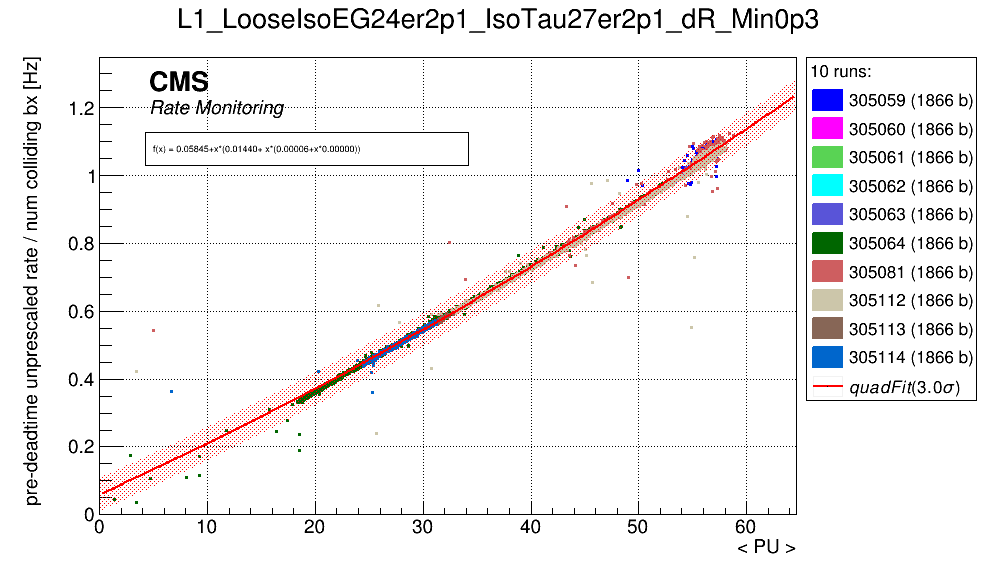 L1_LooseIsoEG24er2p1_IsoTau27er2p1_dR_Min0p3
pre-deadtime unprescaled rate / num colliding bx [Hz]
CMS
Rate Monitoring
f(x) = 0.05845+x*(0.01440+ x*(0.00006+x*0.00000))
1.2
1
0.8
0.6
0.4
0.2
0
0 10 20 30 40 50 60
< PU >
10 runs:
305059 (1866 b)
305060 (1866 b)
305061 (1866 b)
305062 (1866 b)
305063 (1866 b)
305064 (1866 b)
305081 (1866 b)
305112 (1866 b)
305113 (1866 b)
305114 (1866 b)
quadFit(3.0σ)